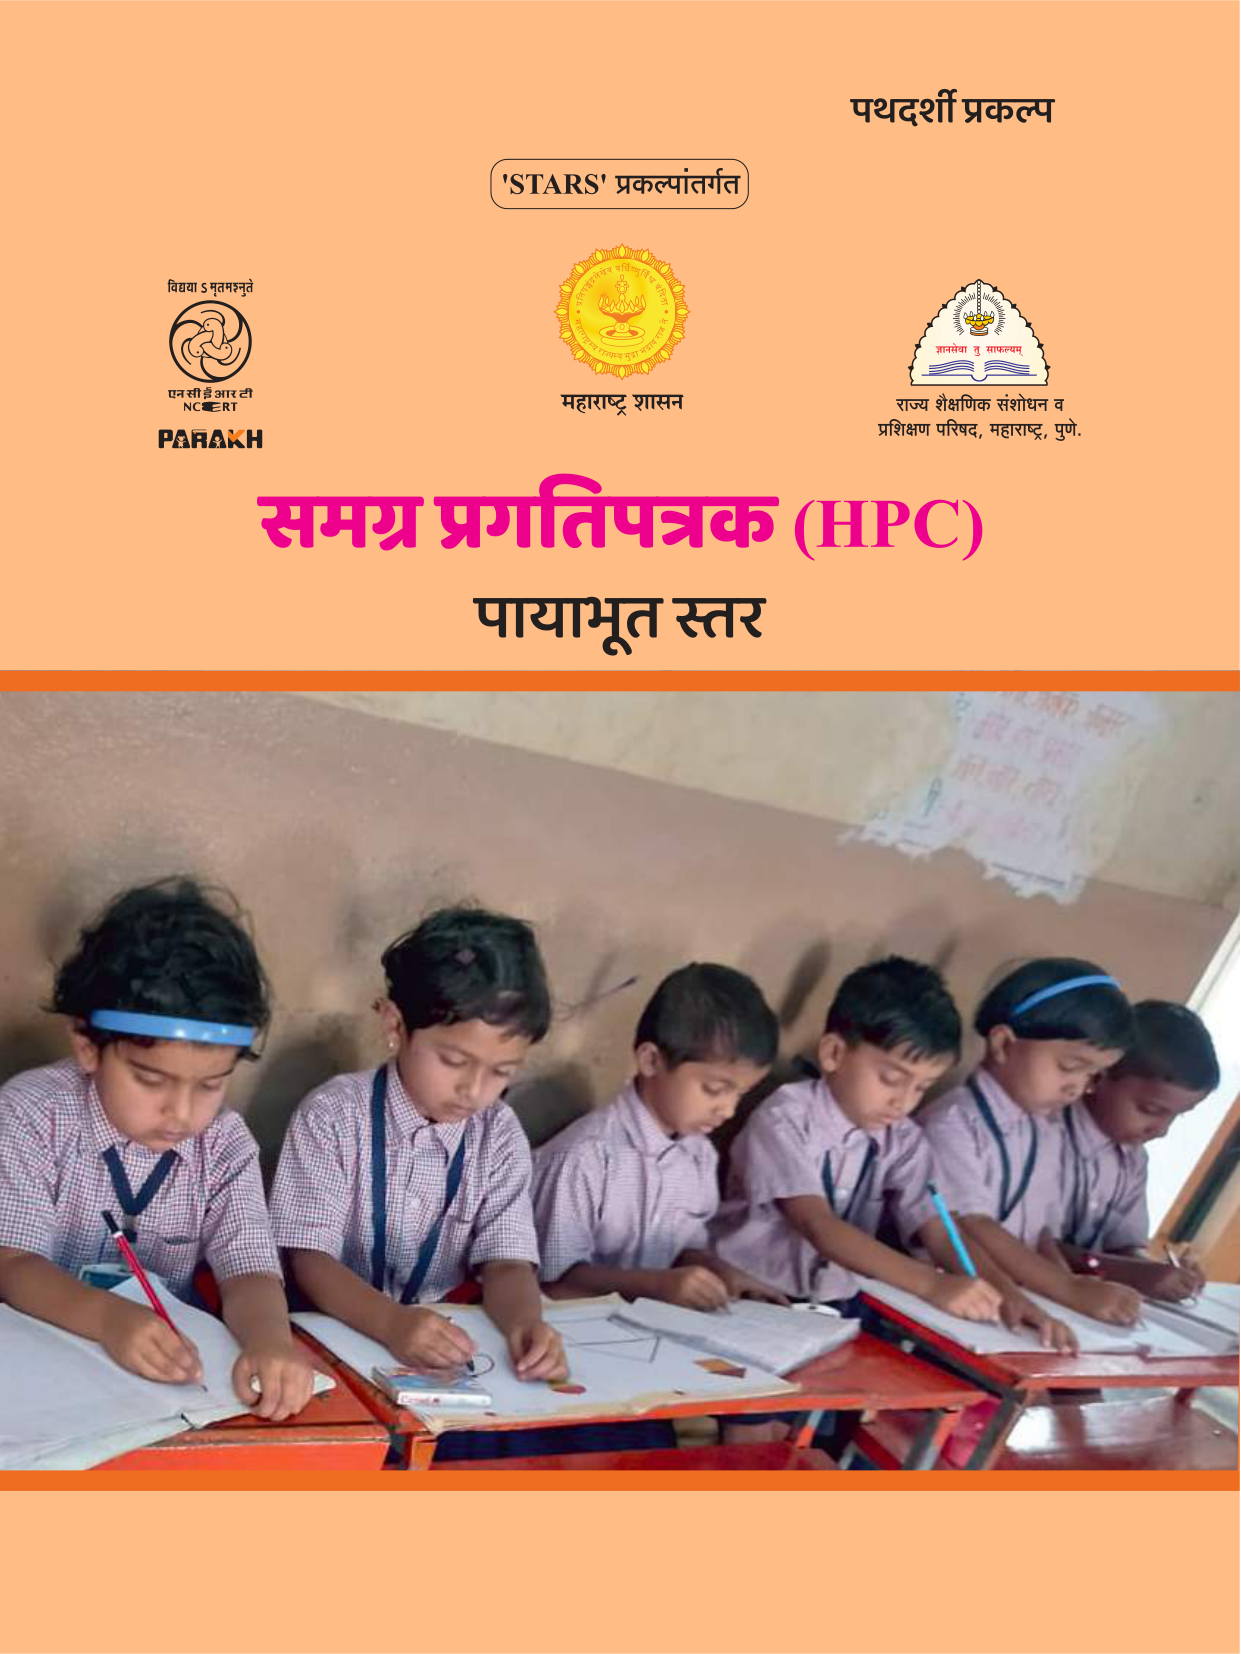 पथदर्शी प्रकल्प
'STARS' प्रकल्पांतर्गत
विद्यया ऽ मृतमश्नुते
एन सी ई आर टी
NCERT
PARAKH
महाराष्ट्र शासन
ज्ञानसेवा तु साफल्यम्
राज्य शैक्षणिक संशोधन व
प्रशिक्षण परिषद, महाराष्ट्र, पुणे.
समग्र प्रगतिपत्रक (HPC)
पायाभूत स्तर